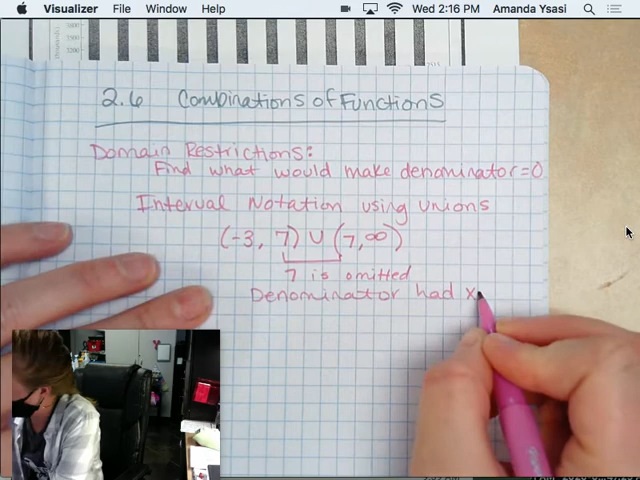 Visualizer File Window Help Wed 2:16 PM Amanda Ysasi
2.6 Combinations of Functions
Domain Restrictions:
Find what would make denominator = 0
Interval Notation using unions
(-3, 7) ∪ (7, ∞)
7 is omitted
Denominator had x